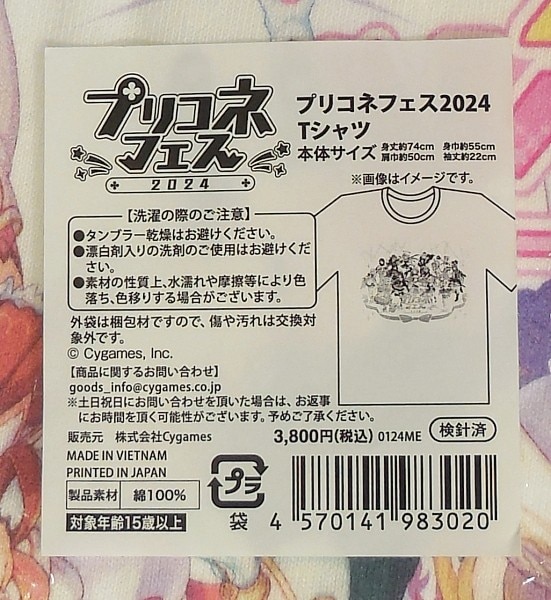 プリコネ
フェス
2024
プリコネフェス2024
Tシャツ
本体サイズ 身丈約74cm 身巾約55cm
肩巾約50cm 袖丈約22cm
※画像はイメージです。
【洗濯の際のご注意】
●タンブラー乾燥はお避けください。
●漂白剤入りの洗剤のご使用はお避けくだ
さい。
●素材の性質上、水濡れや摩擦等により色
落ち、色移りする場合がございます。
外袋は梱包材ですので、傷や汚れは交換対
象外です。
© Cygames, Inc.
【商品に関するお問い合わせ】
goods_info@cygames.co.jp
※土日祝日にお問い合わせを頂いた場合は、お返事
にお時間を頂く可能性がございます。予めご了承ください。
販売元 株式会社Cygames
3,800円(税込) 0124ME
検針済
MADE IN VIETNAM
PRINTED IN JAPAN
製品素材 綿100%
対象年齢15歳以上
プラ
袋
4 570141 983020